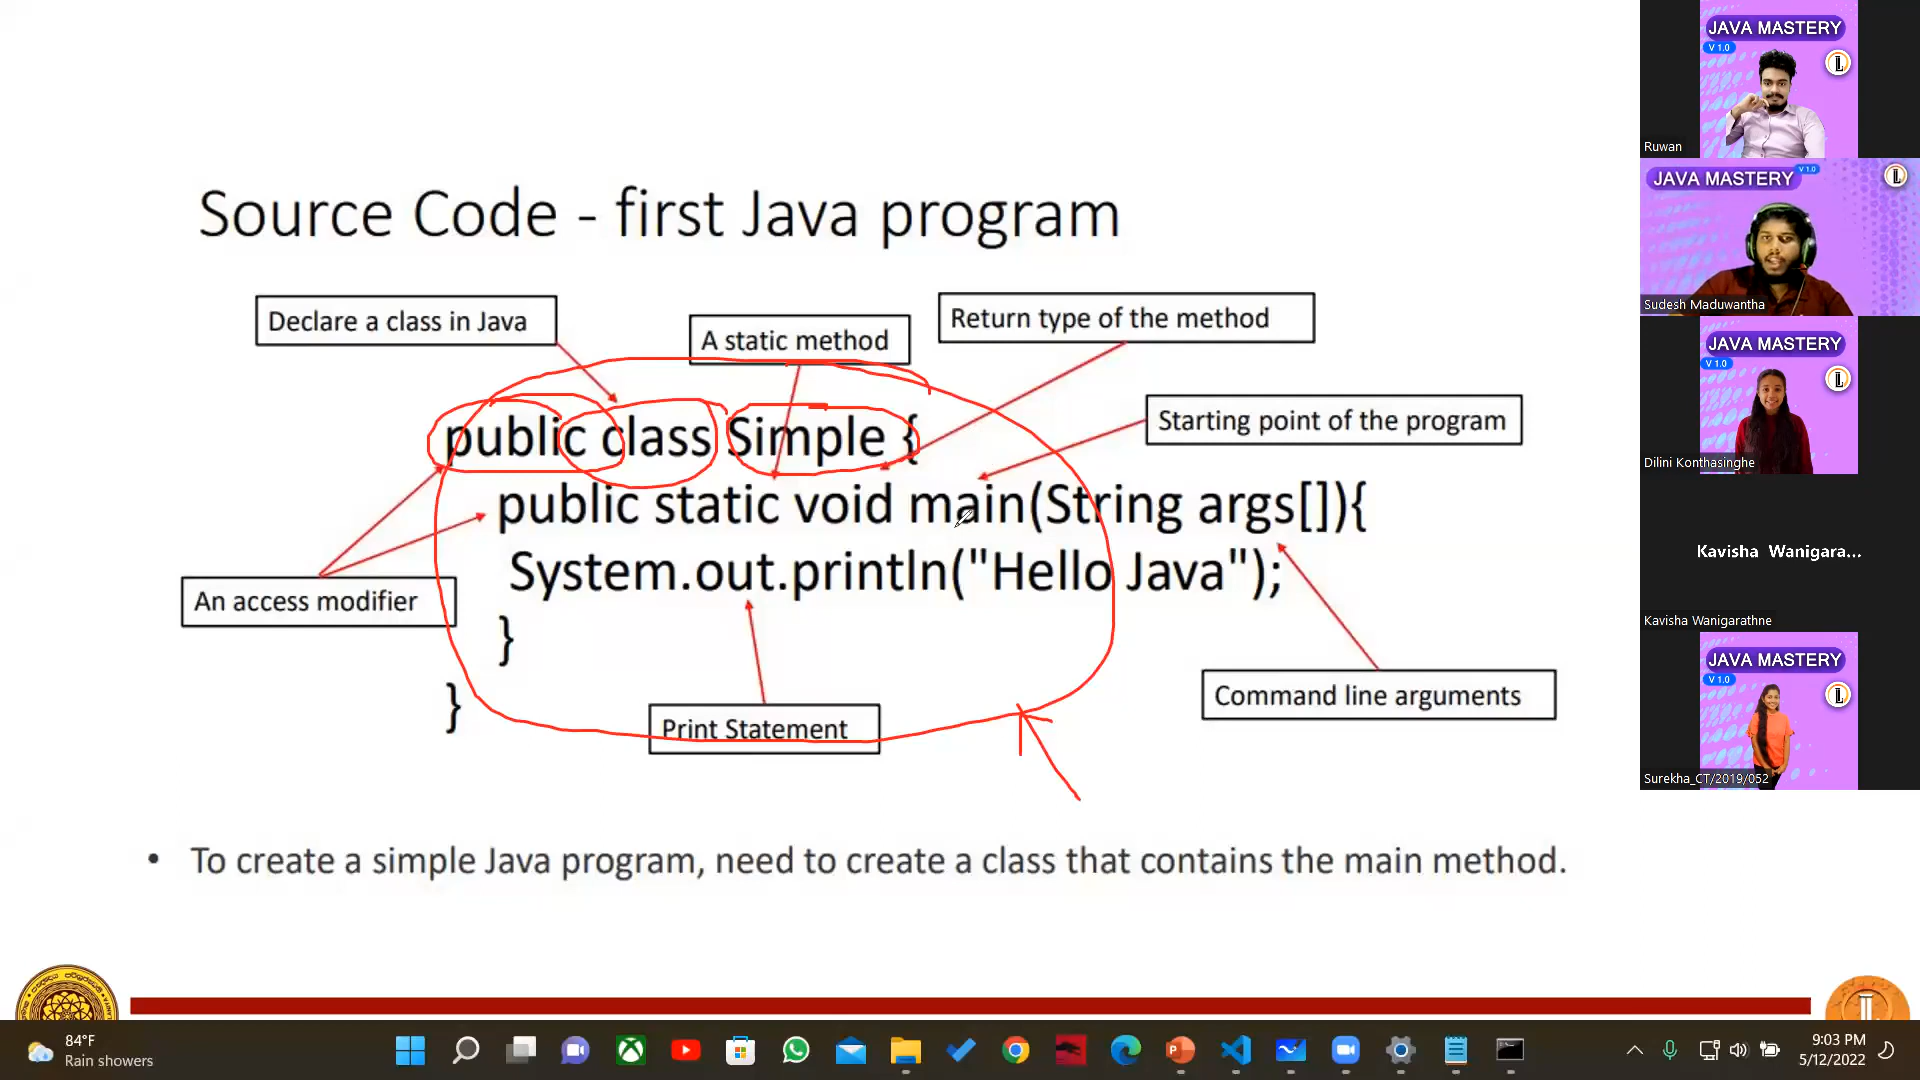 Source Code - first Java program
Declare a class in Java
A static method
Return type of the method
Starting point of the program
public class Simple {
public static void main(String args[]){
System.out.println("Hello Java");
}
}
An access modifier
Print Statement
Command line arguments
• To create a simple Java program, need to create a class that contains the main method.
JAVA MASTERY
V 1.0
Ruwan
JAVA MASTERY
V 1.0
Sudesh Maduwantha
JAVA MASTERY
V 1.0
Dilini Konthasinghe
Kavisha Wanigara...
Kavisha Wanigarathne
JAVA MASTERY
V 1.0
Surekha_CT/2019/052
84°F
Rain showers
9:03 PM
5/12/2022